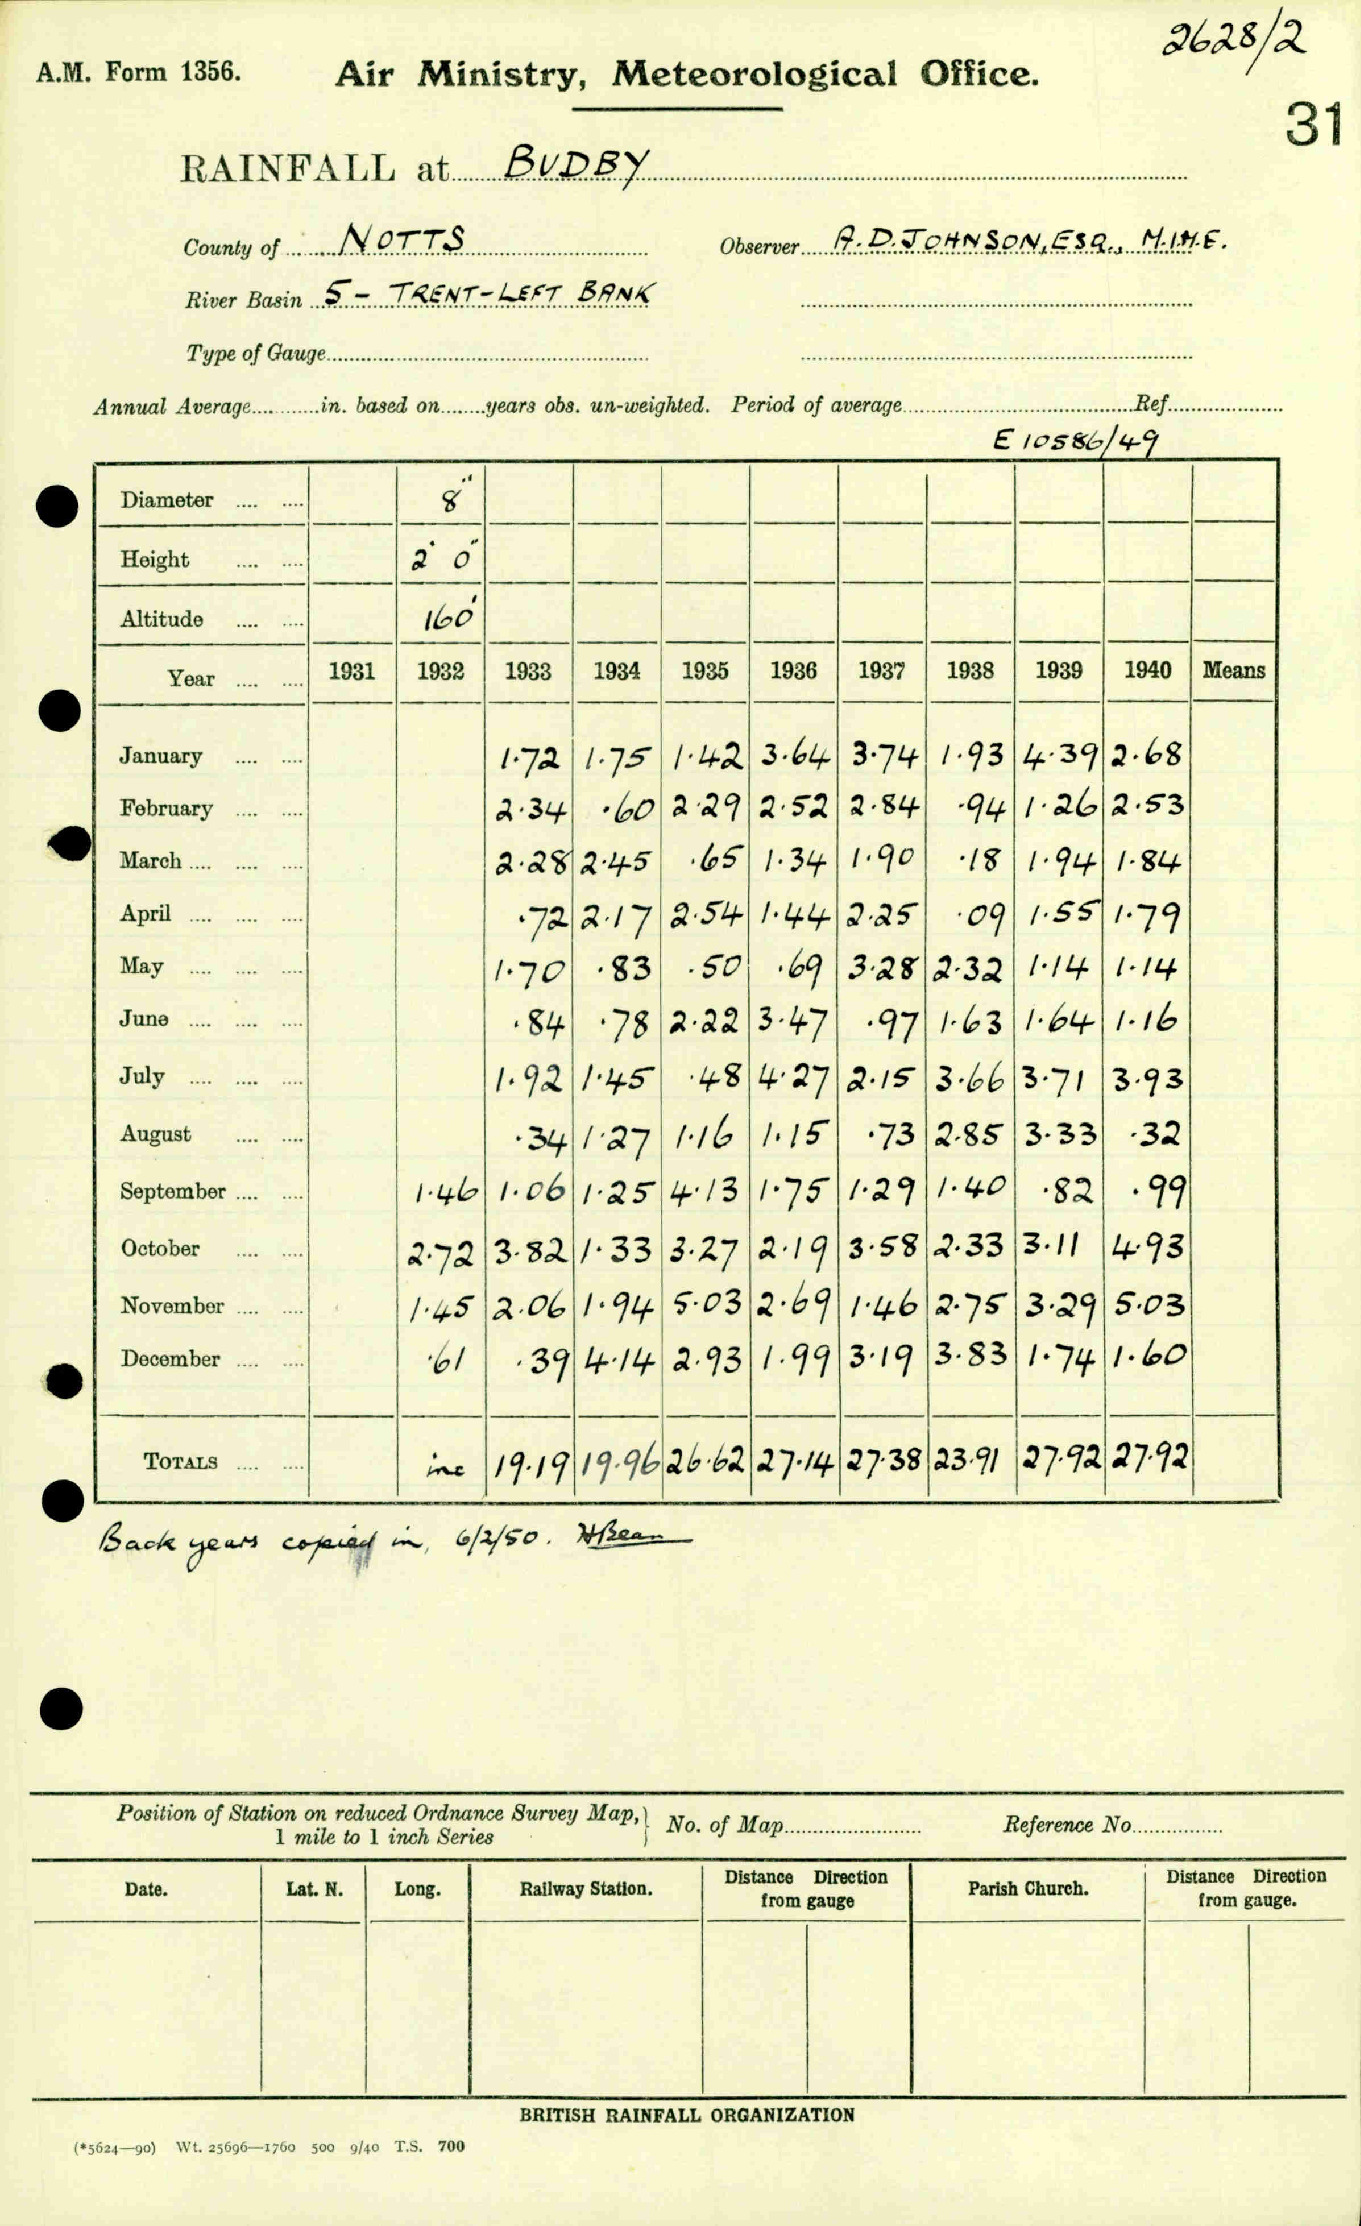 2628/2
A.M. Form 1356. Air Ministry, Meteorological Office.
31
RAINFALL at BUDBY
County of NOTTS Observer A.D. JOHNSON, ESQ., M.I.H.E.
River Basin 5 - TRENT - LEFT BANK
Type of Gauge
Annual Average in. based on years obs. un-weighted. Period of average Ref
E 10586/49
Diameter 8"
Height 2' 0"
Altitude 160'
Year 1931 1932 1933 1934 1935 1936 1937 1938 1939 1940 Means
January 1.72 1.75 1.42 3.64 3.74 1.93 4.39 2.68
February 2.34 .60 2.29 2.52 2.84 .94 1.26 2.53
March 2.28 2.45 .65 1.34 1.90 .18 1.94 1.84
April .72 2.17 2.54 1.44 2.25 .09 1.55 1.79
May 1.70 .83 .50 .69 3.28 2.32 1.14 1.14
June .84 .78 2.22 3.47 .97 1.63 1.64 1.16
July 1.92 1.45 .48 4.27 2.15 3.66 3.71 3.93
August .34 1.27 1.16 1.15 .73 2.85 3.33 .32
September 1.46 1.06 1.25 4.13 1.75 1.29 1.40 .82 .99
October 2.72 3.82 1.33 3.27 2.19 3.58 2.33 3.11 4.93
November 1.45 2.06 1.94 5.03 2.69 1.46 2.75 3.29 5.03
December .61 .39 4.14 2.93 1.99 3.19 3.83 1.74 1.60
TOTALS inc 19.19 19.96 26.62 27.14 27.38 23.91 27.92 27.92
Back years copied in, 6/2/50. HBean
Position of Station on reduced Ordnance Survey Map, 1 mile to 1 inch Series } No. of Map Reference No
Date. Lat. N. Long. Railway Station. Distance Direction from gauge Parish Church. Distance Direction from gauge.
BRITISH RAINFALL ORGANIZATION
(*5624—90) Wt. 25696—1760 500 9/40 T.S. 700